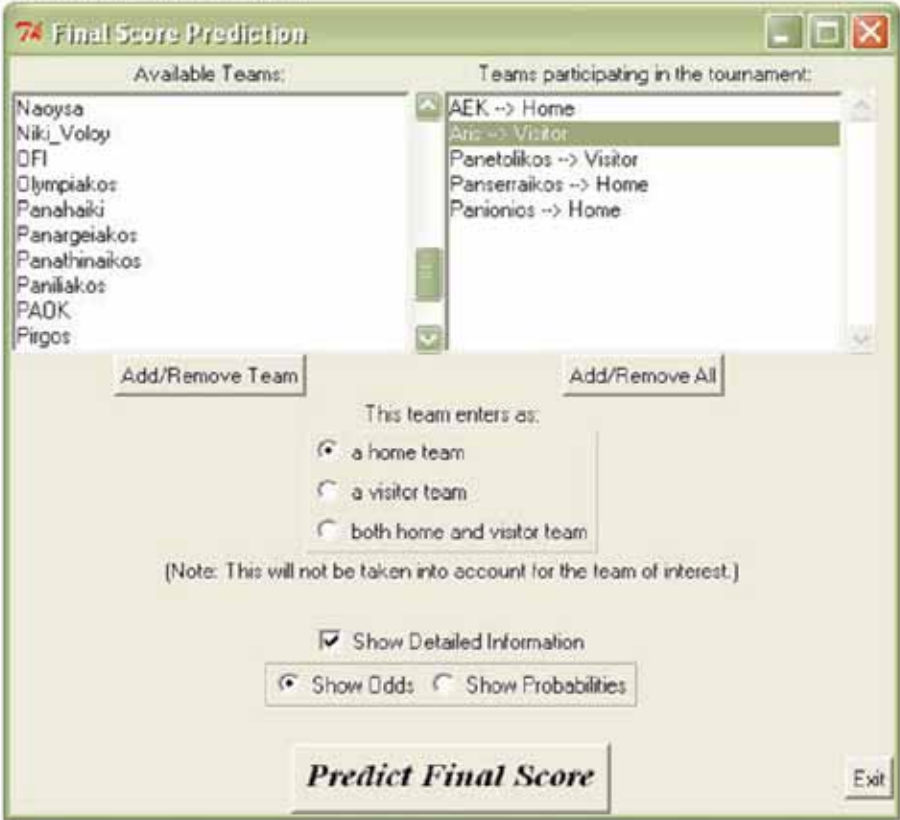 Final Score Prediction
Available Teams:
Naoysa
Niki_Voloy
OFI
Olympiakos
Panahaiki
Panargeiakos
Panathinaikos
Paniliakos
PAOK
Pirgos
Add/Remove Team
Teams participating in the tournament:
AEK --> Home
Aris --> Visitor
Panetolikos --> Visitor
Panserraikos --> Home
Panionios --> Home
Add/Remove All
This team enters as:
a home team
a visitor team
both home and visitor team
(Note: This will not be taken into account for the team of interest.)
Show Detailed Information
Show Odds Show Probabilities
Predict Final Score
Exit